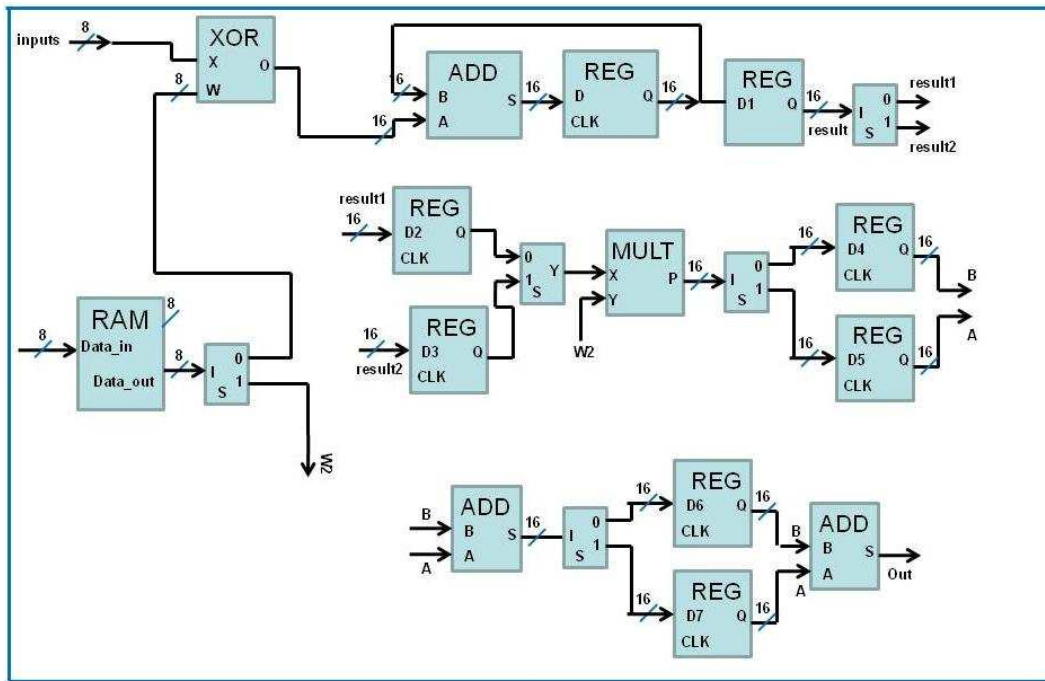 inputs
8
XOR
X
W
O
8
16
16
ADD
B
A
S
16
REG
D
Q
CLK
16
REG
D1
Q
16
result
I
S
0
1
result1
result2
result1
16
REG
D2
Q
CLK
16
result2
REG
D3
Q
CLK
0
1
S
Y
MULT
X
Y
P
W2
16
I
S
0
1
16
REG
D4
Q
CLK
16
B
16
REG
D5
Q
CLK
16
A
8
RAM
Data_in
Data_out
8
8
I
S
0
1
W2
B
A
ADD
B
A
S
16
I
S
0
1
16
REG
D6
Q
CLK
16
16
REG
D7
Q
CLK
16
B
A
ADD
B
A
S
Out